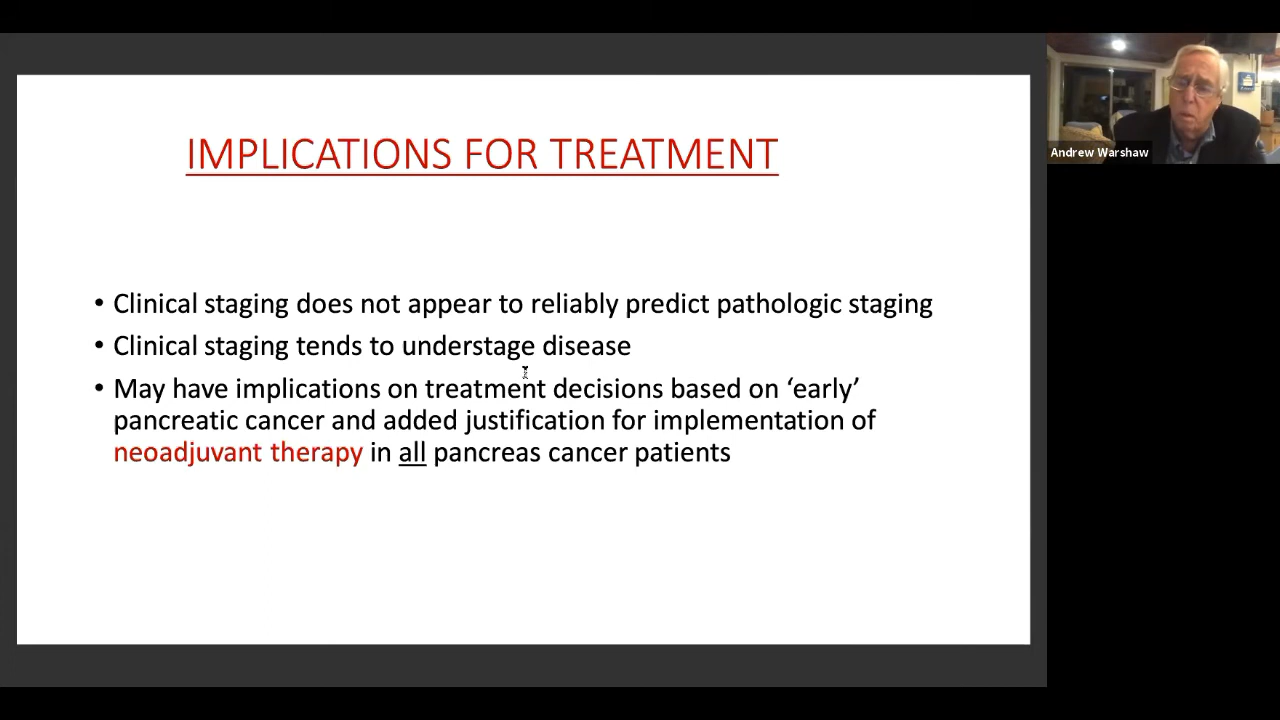 IMPLICATIONS FOR TREATMENT
Andrew Warshaw
• Clinical staging does not appear to reliably predict pathologic staging
• Clinical staging tends to understage disease
• May have implications on treatment decisions based on ‘early’
pancreatic cancer and added justification for implementation of
neoadjuvant therapy in all pancreas cancer patients